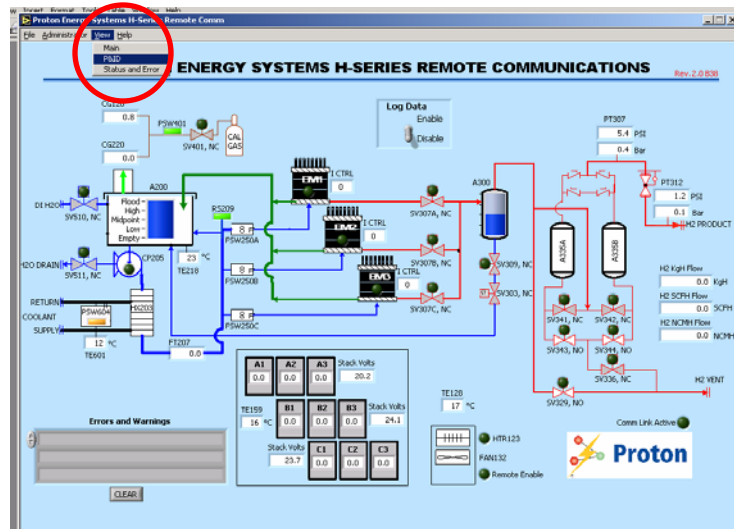 Insert Format Tools Table Window Help
Proton Energy Systems H-Series Remote Comm
File Administrator View Help
Main
P&ID
Status and Error
ENERGY SYSTEMS H-SERIES REMOTE COMMUNICATIONS
Rev. 2.0 B38
CG120
0.8
PSW401
SV401, NC
CAL GAS
CG220
0.0
Log Data
Enable
Disable
PT307
5.4 PSI
0.4 Bar
PT312
1.2 PSI
0.1 Bar
H2 PRODUCT
A200
DI H2O
SV510, NC
Flood
High
Midpoint
Low
Empty
RS209
EM1
I CTRL
0
SV307A, NC
A300
PSW250A
EM2
I CTRL
0
SV307B, NC
A335A
A335B
H2O DRAIN
SV511, NC
CP205
23 °C
TE218
PSW250B
EM3
I CTRL
0
SV307C, NC
SV309, NC
SV303, NC
H2 KgH Flow
0.0 KgH
H2 SCFH Flow
0.0 SCFH
H2 NCMH Flow
0.0 NCMH
RETURN
COOLANT
SUPPLY
PSW604
HX203
PSW250C
SV341, NC
SV342, NC
12 °C
TE601
FT207
0.0
SV343, NO
SV344, NO
SV336, NC
A1 A2 A3
0.0 0.0 0.0
Stack Volts
20.2
TE159
16 °C
B1 B2 B3
0.0 0.0 0.0
Stack Volts
24.1
Stack Volts
23.7
C1 C2 C3
0.0 0.0 0.0
TE128
17 °C
SV329, NO
H2 VENT
HTR123
FAN132
Remote Enable
Comm Link Active
Proton
Errors and Warnings
CLEAR